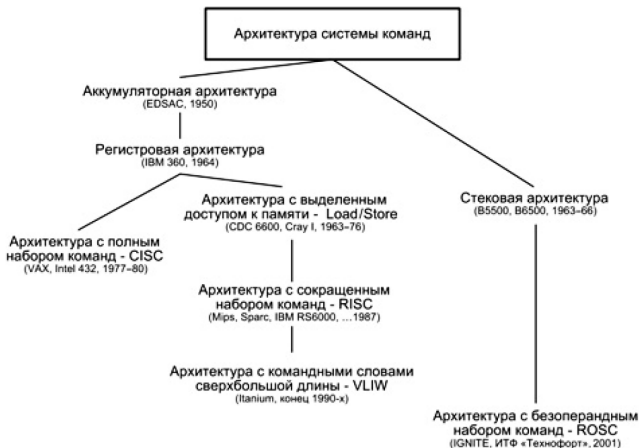 Архитектура системы команд
Аккумуляторная архитектура
(EDSAC, 1950)
Регистровая архитектура
(IBM 360, 1964)
Архитектура с выделенным
доступом к памяти - Load/Store
(CDC 6600, Cray I, 1963–76)
Стековая архитектура
(B5500, B6500, 1963–66)
Архитектура с полным
набором команд - CISC
(VAX, Intel 432, 1977–80)
Архитектура с сокращенным
набором команд - RISC
(Mips, Sparc, IBM RS6000, ...1987)
Архитектура с командными словами
сверхбольшой длины - VLIW
(Itanium, конец 1990-х)
Архитектура с безоперандным
набором команд - ROSC
(IGNITE, ИТФ «Технофорт», 2001)